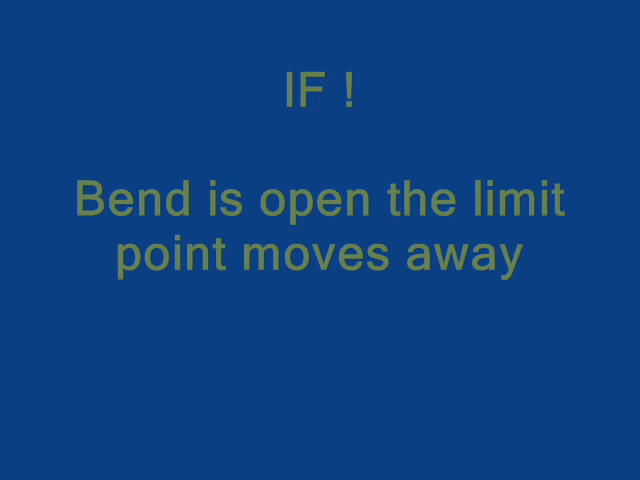 IF !
Bend is open the limit
point moves away